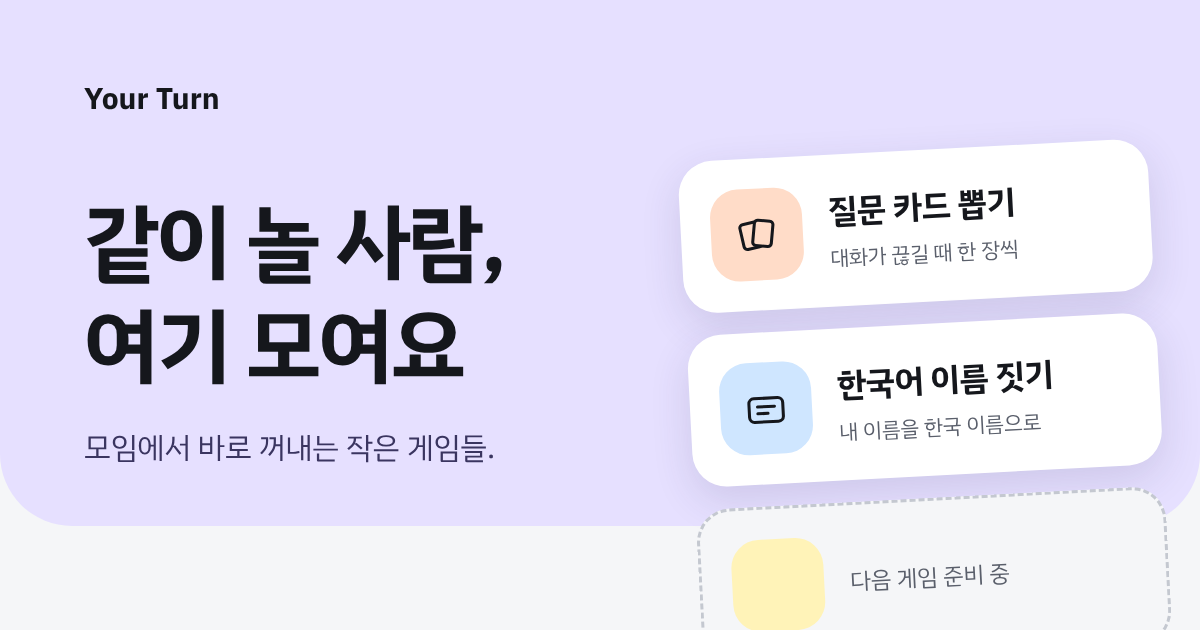 Your Turn
같이 놀 사람,
여기 모여요
모임에서 바로 꺼내는 작은 게임들.
질문 카드 뽑기
대화가 끊길 때 한 장씩
한국어 이름 짓기
내 이름을 한국 이름으로
다음 게임 준비 중